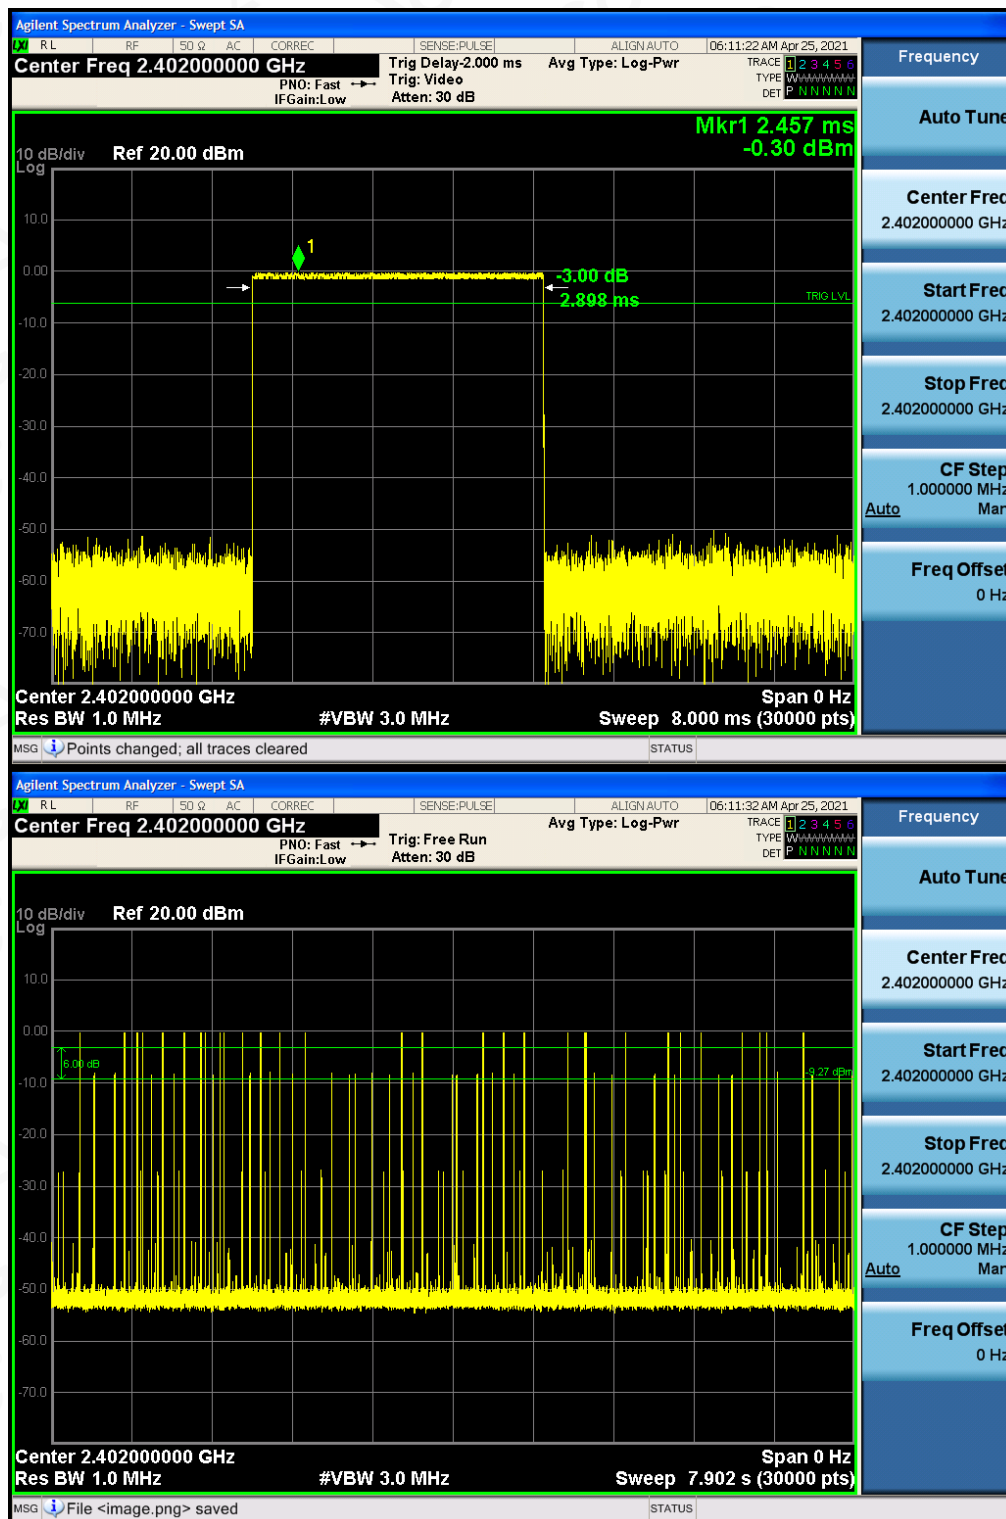 Agilent Spectrum Analyzer - Swept SA
LXI RL RF 50 Ω AC CORREC SENSE:PULSE ALIGN AUTO 06:11:22 AM Apr 25, 2021
Center Freq 2.402000000 GHz Trig Delay-2.000 ms Avg Type: Log-Pwr TRACE 1 2 3 4 5 6
PNO: Fast Trig: Video TYPE WWWWWW
IFGain:Low Atten: 30 dB DET P N N N N N
Mkr1 2.457 ms
-0.30 dBm
10 dB/div Ref 20.00 dBm
Log
10.0
1
0.00
-3.00 dB
2.898 ms
TRIG LVL
-10.0
-20.0
-30.0
-40.0
-50.0
-60.0
-70.0
Center 2.402000000 GHz Span 0 Hz
Res BW 1.0 MHz #VBW 3.0 MHz Sweep 8.000 ms (30000 pts)
MSG Points changed; all traces cleared STATUS
Frequency
Auto Tune
Center Freq
2.402000000 GHz
Start Freq
2.402000000 GHz
Stop Freq
2.402000000 GHz
CF Step
1.000000 MHz
Auto Man
Freq Offset
0 Hz
Agilent Spectrum Analyzer - Swept SA
LXI RL RF 50 Ω AC CORREC SENSE:PULSE ALIGN AUTO 06:11:32 AM Apr 25, 2021
Center Freq 2.402000000 GHz Avg Type: Log-Pwr TRACE 1 2 3 4 5 6
PNO: Fast Trig: Free Run TYPE WWWWWW
IFGain:Low Atten: 30 dB DET P N N N N N
10 dB/div Ref 20.00 dBm
Log
10.0
0.00
6.00 dB
-9.27 dBm
-10.0
-20.0
-30.0
-40.0
-50.0
-60.0
-70.0
Center 2.402000000 GHz Span 0 Hz
Res BW 1.0 MHz #VBW 3.0 MHz Sweep 7.902 s (30000 pts)
MSG File <image.png> saved STATUS
Frequency
Auto Tune
Center Freq
2.402000000 GHz
Start Freq
2.402000000 GHz
Stop Freq
2.402000000 GHz
CF Step
1.000000 MHz
Auto Man
Freq Offset
0 Hz